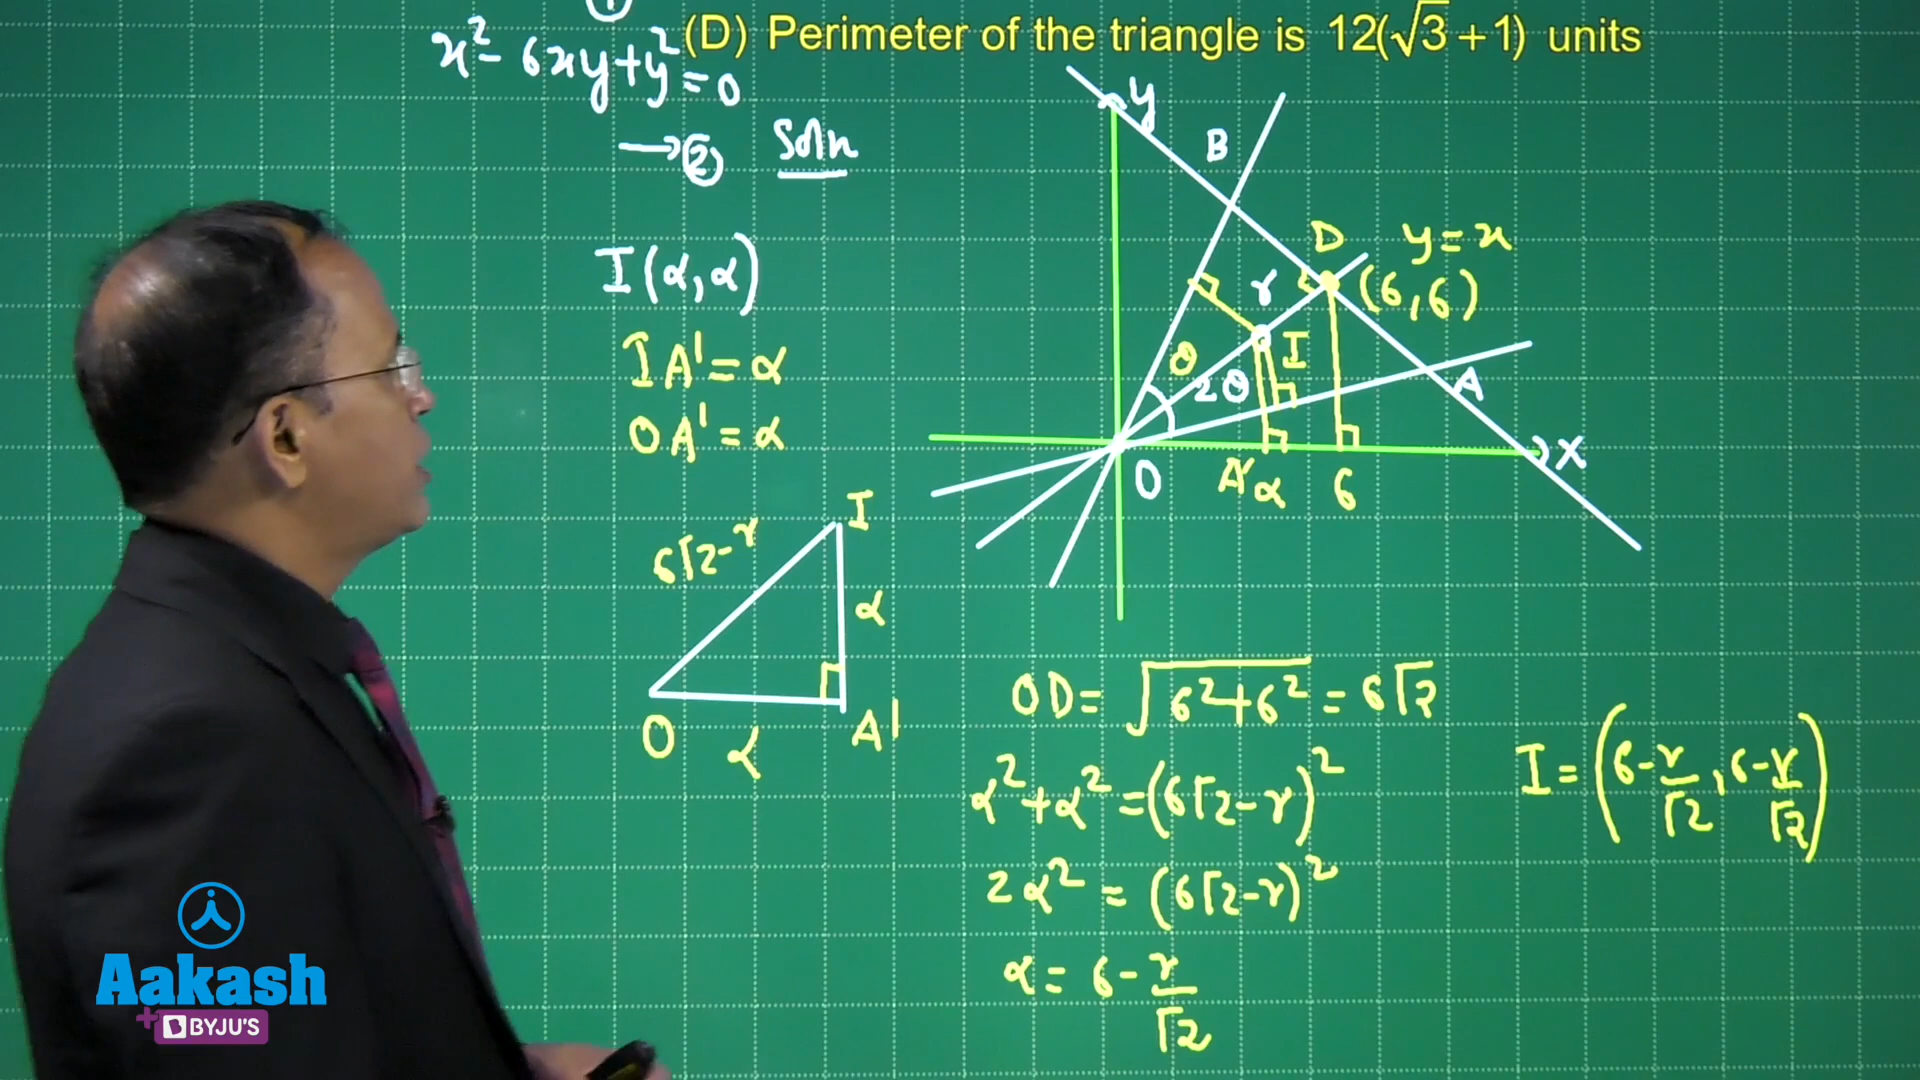 ①
(D) Perimeter of the triangle is 12(√3 + 1) units
x² - 6xy + y² = 0
→ ② Soln
I(α, α)
IA' = α
OA' = α
6√2 - r
I
α
O
α
A'
y
B
D
y = x
(6, 6)
r
I
θ
2θ
A
X
O
A'
α
6
OD = √6² + 6² = 6√2
α² + α² = (6√2 - r)²
2α² = (6√2 - r)²
α = 6 - r/√2
I = (6 - r/√2, 6 - r/√2)
Aakash
+ BYJU'S